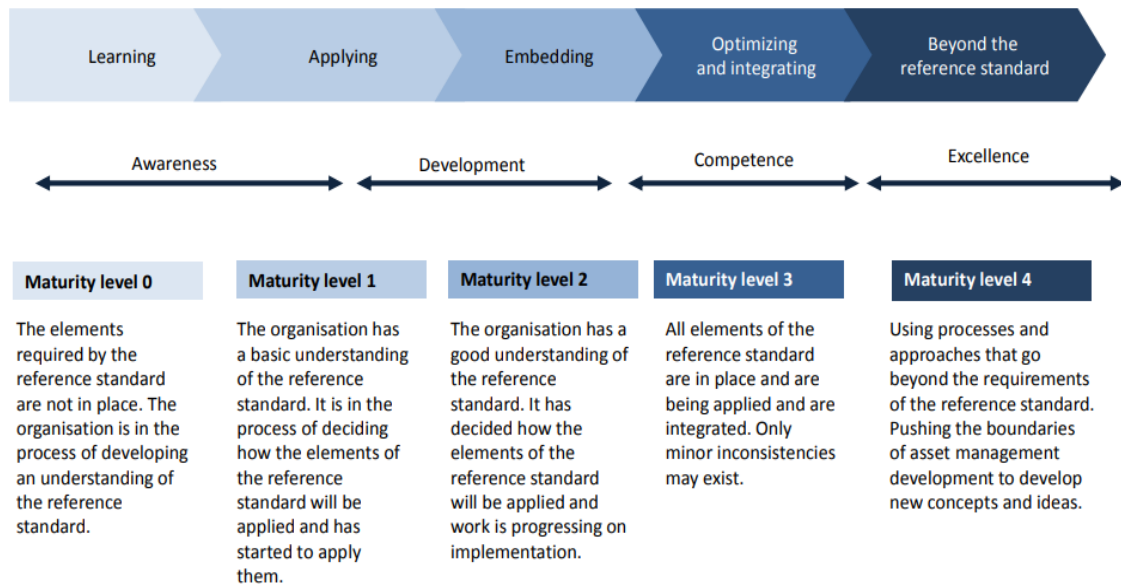 Learning
Applying
Embedding
Optimizing
and integrating
Beyond the
reference standard
Awareness
Development
Competence
Excellence
Maturity level 0
The elements
required by the
reference standard
are not in place. The
organisation is in the
process of developing
an understanding of
the reference
standard.
Maturity level 1
The organisation has
a basic understanding
of the reference
standard. It is in the
process of deciding
how the elements of
the reference
standard will be
applied and has
started to apply
them.
Maturity level 2
The organisation has a
good understanding of
the reference
standard. It has
decided how the
elements of the
reference standard
will be applied and
work is progressing on
implementation.
Maturity level 3
All elements of the
reference standard
are in place and are
being applied and are
integrated. Only
minor inconsistencies
may exist.
Maturity level 4
Using processes and
approaches that go
beyond the requirements
of the reference standard.
Pushing the boundaries
of asset management
development to develop
new concepts and ideas.